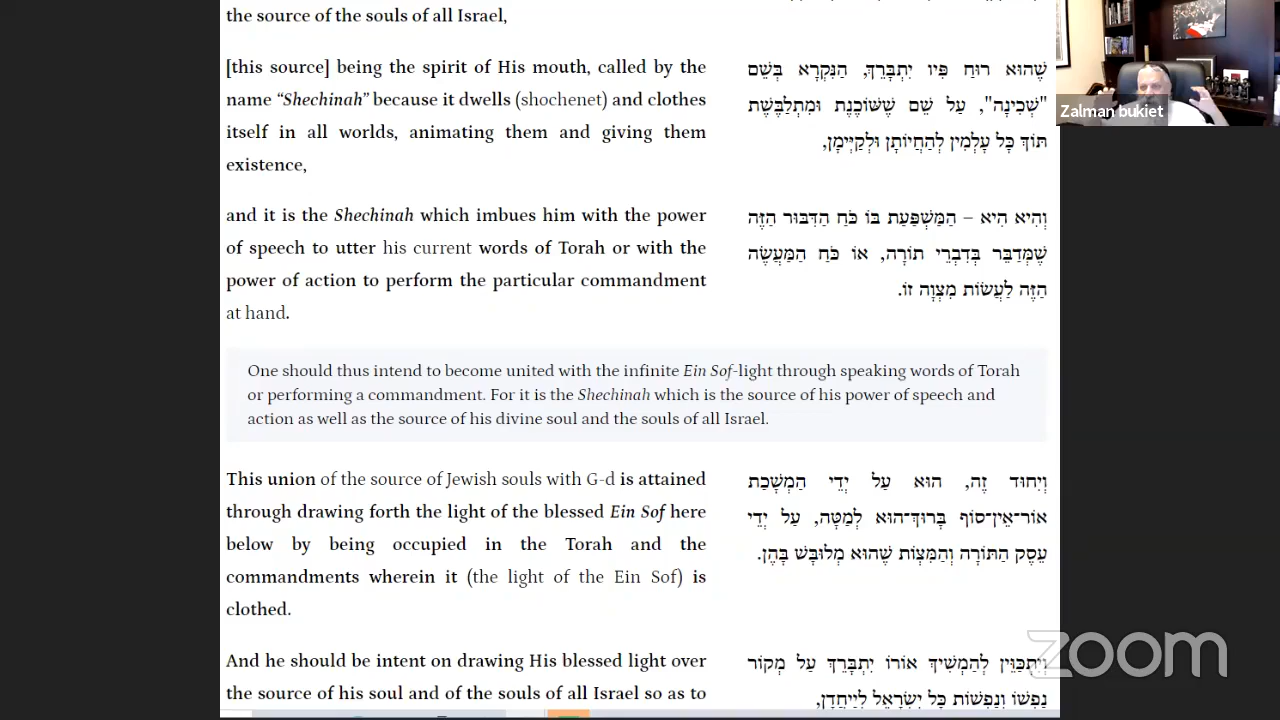 the source of the souls of all Israel,
[this source] being the spirit of His mouth, called by the
name “Shechinah” because it dwells (shochenet) and clothes
itself in all worlds, animating them and giving them
existence,
שֶׁהוּא רוּחַ פִּיו יִתְבָּרֵךְ, הַנִּקְרָא בְּשֵׁם
"שְׁכִינָה", עַל שֵׁם שֶׁשּׁוֹכֶנֶת וּמִתְלַבֶּשֶׁת
תּוֹךְ כָּל עָלְמִין לְהַחֲיוֹתָן וּלְקַיְּימָן,
Zalman bukiet
and it is the Shechinah which imbues him with the power
of speech to utter his current words of Torah or with the
power of action to perform the particular commandment
at hand.
וְהִיא הִיא – הַמַּשְׁפַּעַת בּוֹ כֹּחַ הַדִּבּוּר הַזֶּה
שֶׁמְּדַבֵּר בְּדִבְרֵי תוֹרָה, אוֹ כֹּחַ הַמַּעֲשֶׂה
הַזֶּה לַעֲשׂוֹת מִצְוָה זוֹ.
One should thus intend to become united with the infinite Ein Sof-light through speaking words of Torah
or performing a commandment. For it is the Shechinah which is the source of his power of speech and
action as well as the source of his divine soul and the souls of all Israel.
This union of the source of Jewish souls with G-d is attained
through drawing forth the light of the blessed Ein Sof here
below by being occupied in the Torah and the
commandments wherein it (the light of the Ein Sof) is
clothed.
וְיִחוּד זֶה, הוּא עַל יְדֵי הַמְשָׁכַת
אוֹר־אֵין־סוֹף בָּרוּךְ־הוּא לְמַטָּה, עַל יְדֵי
עֵסֶק הַתּוֹרָה וְהַמִּצְוֹת שֶׁהוּא מְלוּבָּשׁ בָּהֶן.
And he should be intent on drawing His blessed light over
the source of his soul and of the souls of all Israel so as to
וְיִתְכַּוֵּין לְהַמְשִׁיךְ אוֹרוֹ יִתְבָּרֵךְ עַל מְקוֹר
נַפְשׁוֹ וְנַפְשׁוֹת כָּל יִשְׂרָאֵל לְיַיחֲדָן,
zoom